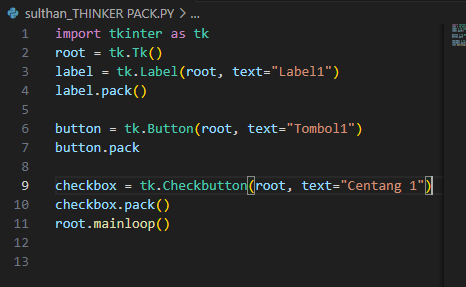 sulthan_THINKER PACK.PY > ...
1 import tkinter as tk
2 root = tk.Tk()
3 label = tk.Label(root, text="Label1")
4 label.pack()
5
6 button = tk.Button(root, text="Tombol1")
7 button.pack
8
9 checkbox = tk.Checkbutton(root, text="Centang 1")
10 checkbox.pack()
11 root.mainloop()
12
13